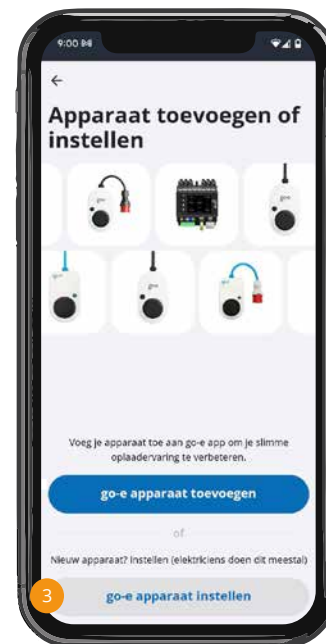 9:00
Apparaat toevoegen of
instellen
Voeg je apparaat toe aan go-e app om je slimme
oplaadervaring te verbeteren.
go-e apparaat toevoegen
of
Nieuw apparaat? Instellen (elektriciens doen dit meestal)
3
go-e apparaat instellen